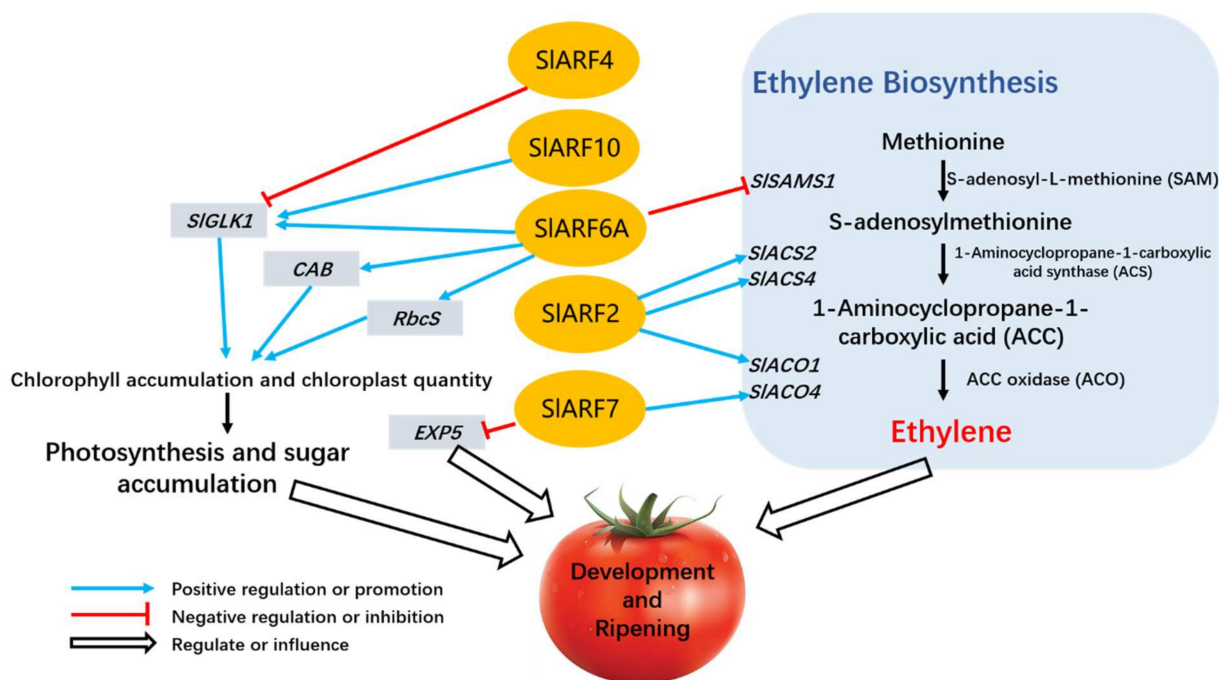 SlARF4
SlARF10
SlARF6A
SlARF2
SlARF7
SlGLK1
CAB
RbcS
Chlorophyll accumulation and chloroplast quantity
Photosynthesis and sugar
accumulation
EXP5
Ethylene Biosynthesis
Methionine
SlSAMS1
S-adenosyl-L-methionine (SAM)
S-adenosylmethionine
SlACS2
SlACS4
1-Aminocyclopropane-1-carboxylic
acid synthase (ACS)
1-Aminocyclopropane-1-
carboxylic acid (ACC)
SlACO1
SlACO4
ACC oxidase (ACO)
Ethylene
Development
and
Ripening
Positive regulation or promotion
Negative regulation or inhibition
Regulate or influence